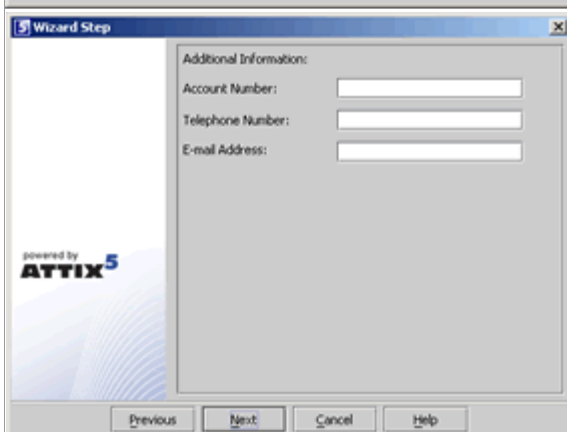 Wizard Step
Additional Information:
Account Number:
Telephone Number:
E-mail Address:
powered by
ATTIX5
Previous Next Cancel Help